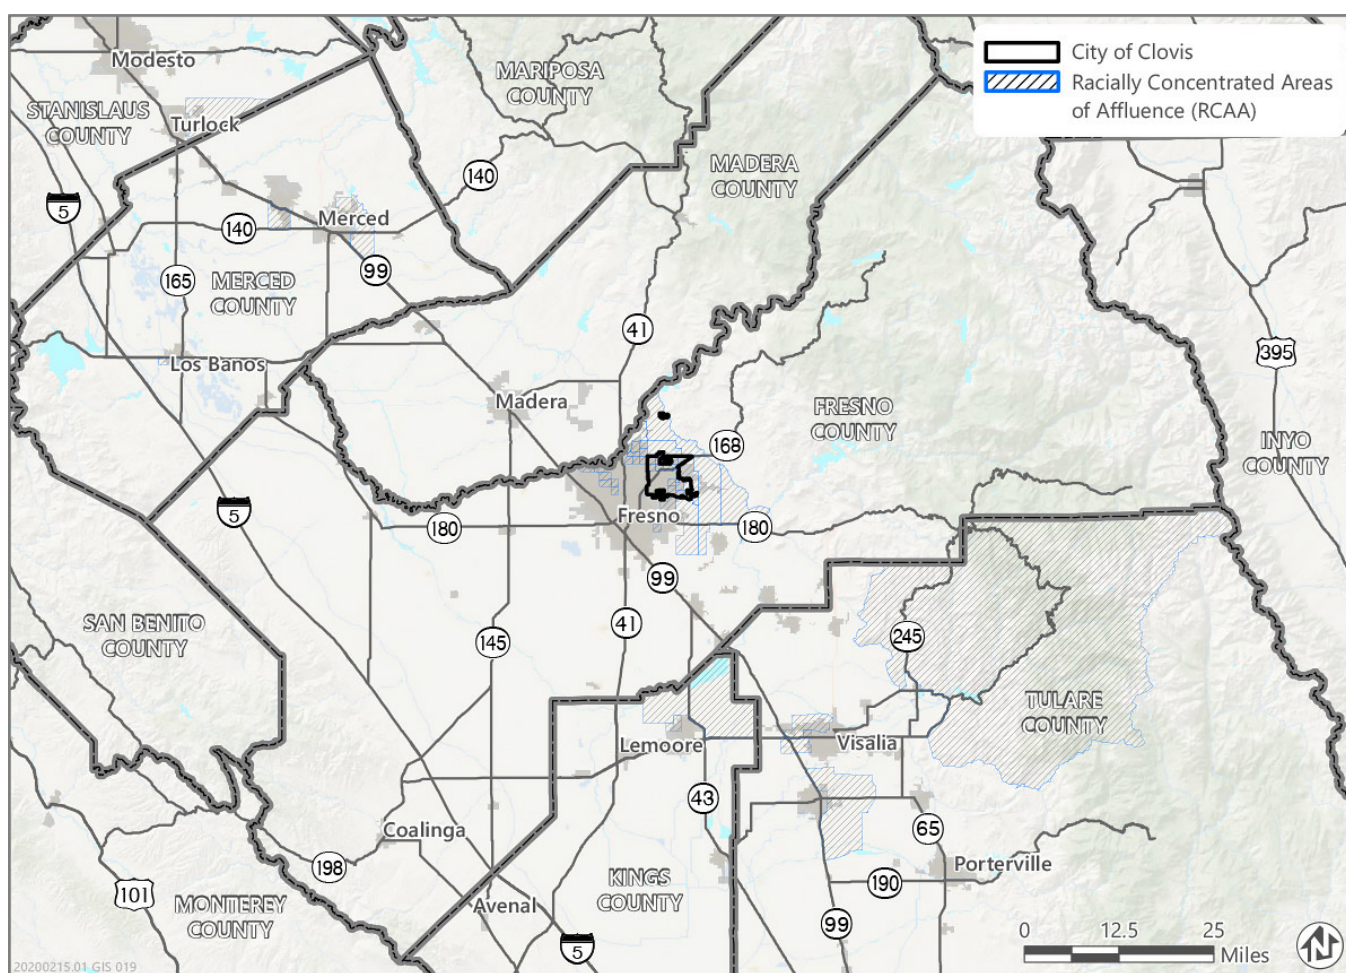 City of Clovis
Racially Concentrated Areas
of Affluence (RCAA)
Modesto
MARIPOSA
COUNTY
STANISLAUS
COUNTY
Turlock
MADERA
COUNTY
140
5
Merced
140
165
99
MERCED
COUNTY
41
395
Los Banos
Madera
FRESNO
COUNTY
168
INYO
COUNTY
5
180
Fresno
180
99
SAN BENITO
COUNTY
145
41
245
TULARE
COUNTY
Lemoore
Visalia
43
Coalinga
65
198
Porterville
101
MONTEREY
COUNTY
KINGS
COUNTY
190
Avenal
99
5
0
12.5
25
Miles
N
20200215.01 GIS 019